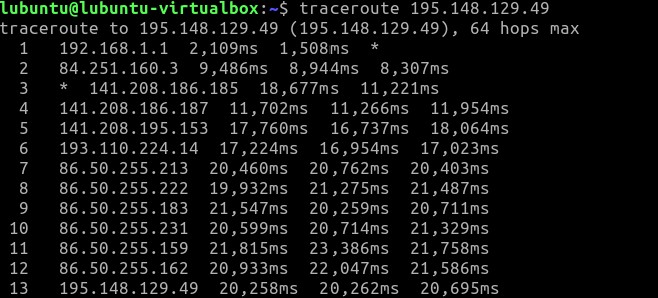 lubuntu@lubuntu-virtualbox:~$ traceroute 195.148.129.49
traceroute to 195.148.129.49 (195.148.129.49), 64 hops max
1 192.168.1.1 2,109ms 1,508ms *
2 84.251.160.3 9,486ms 8,944ms 8,307ms
3 * 141.208.186.185 18,677ms 11,221ms
4 141.208.186.187 11,702ms 11,266ms 11,954ms
5 141.208.195.153 17,760ms 16,737ms 18,064ms
6 193.110.224.14 17,224ms 16,954ms 17,023ms
7 86.50.255.213 20,460ms 20,762ms 20,403ms
8 86.50.255.222 19,932ms 21,275ms 21,487ms
9 86.50.255.183 21,547ms 20,259ms 20,711ms
10 86.50.255.231 20,599ms 20,714ms 21,329ms
11 86.50.255.159 21,815ms 23,386ms 21,758ms
12 86.50.255.162 20,933ms 22,047ms 21,586ms
13 195.148.129.49 20,258ms 20,262ms 20,695ms